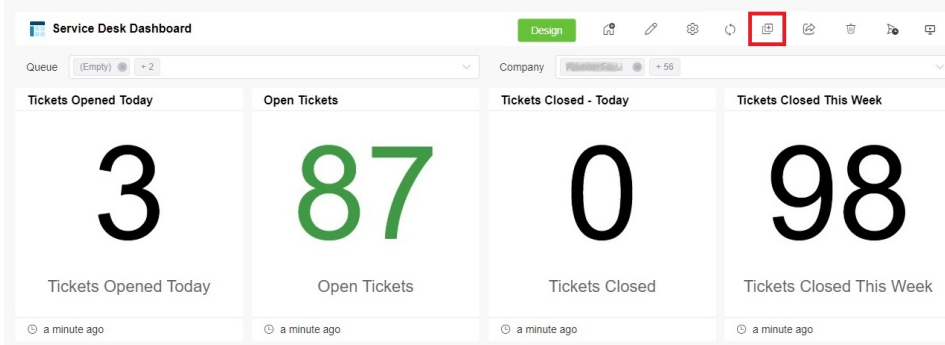 Service Desk Dashboard Design
Queue (Empty) + 2 Company + 56
Tickets Opened Today Open Tickets Tickets Closed - Today Tickets Closed This Week
3 87 0 98
Tickets Opened Today Open Tickets Tickets Closed Tickets Closed This Week
a minute ago a minute ago a minute ago a minute ago